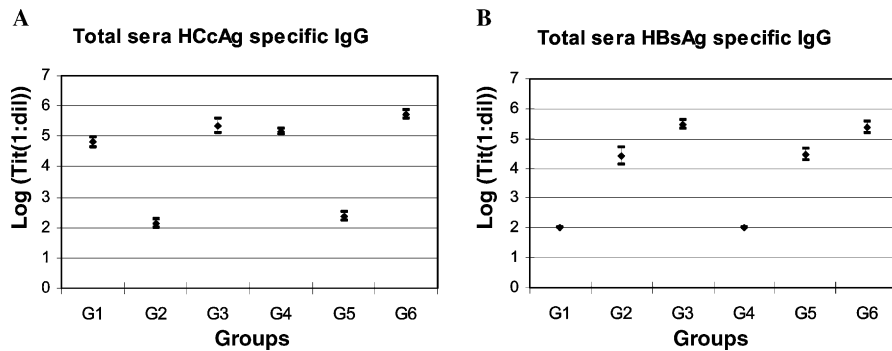 A
Total sera HCcAg specific IgG
Log (Tit(1:dil))
7
6
5
4
3
2
1
0
G1 G2 G3 G4 G5 G6
Groups
B
Total sera HBsAg specific IgG
Log (Tit(1:dil))
7
6
5
4
3
2
1
0
G1 G2 G3 G4 G5 G6
Groups